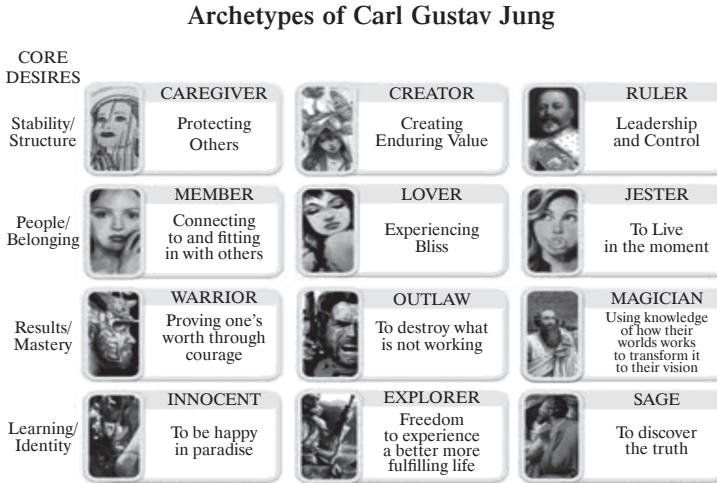 Archetypes of Carl Gustav Jung
CORE
DESIRES
Stability/
Structure
CAREGIVER
Protecting
Others
CREATOR
Creating
Enduring Value
RULER
Leadership
and Control
People/
Belonging
MEMBER
Connecting
to and fitting
in with others
LOVER
Experiencing
Bliss
JESTER
To Live
in the moment
Results/
Mastery
WARRIOR
Proving one's
worth through
courage
OUTLAW
To destroy what
is not working
MAGICIAN
Using knowledge
of how their
worlds works
to transform it
to their vision
Learning/
Identity
INNOCENT
To be happy
in paradise
EXPLORER
Freedom
to experience
a better more
fulfilling life
SAGE
To discover
the truth